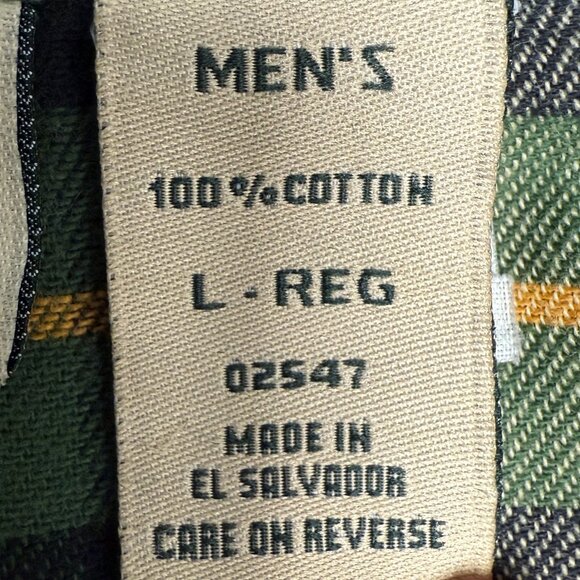 MEN'S
100% COTTON
L - REG
02547
MADE IN
EL SALVADOR
CARE ON REVERSE